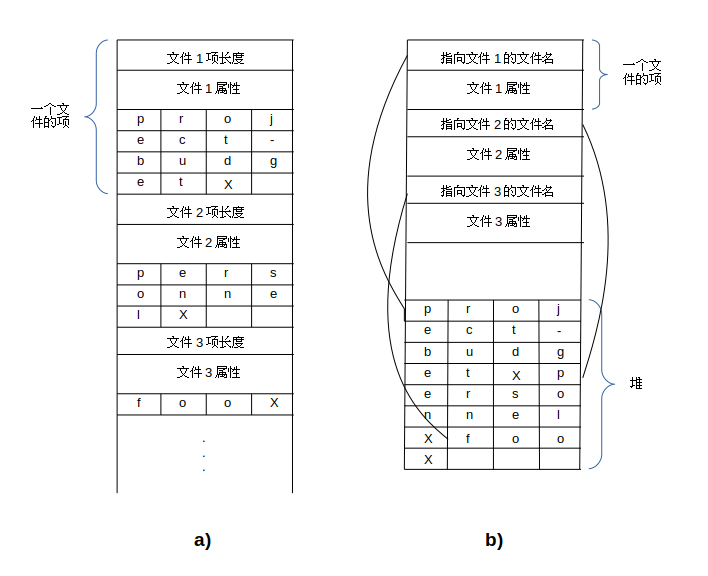 一个文
件的项
文件 1 项长度
文件 1 属性
p r o j
e c t -
b u d g
e t X
文件 2 项长度
文件 2 属性
p e r s
o n n e
l X
文件 3 项长度
文件 3 属性
f o o X
.
.
.
a)
指向文件 1 的文件名
文件 1 属性
指向文件 2 的文件名
文件 2 属性
指向文件 3 的文件名
文件 3 属性
一个文
件的项
p r o j
e c t -
b u d g
e t X p
e r s o
n n e l
X f o o
X
堆
b)